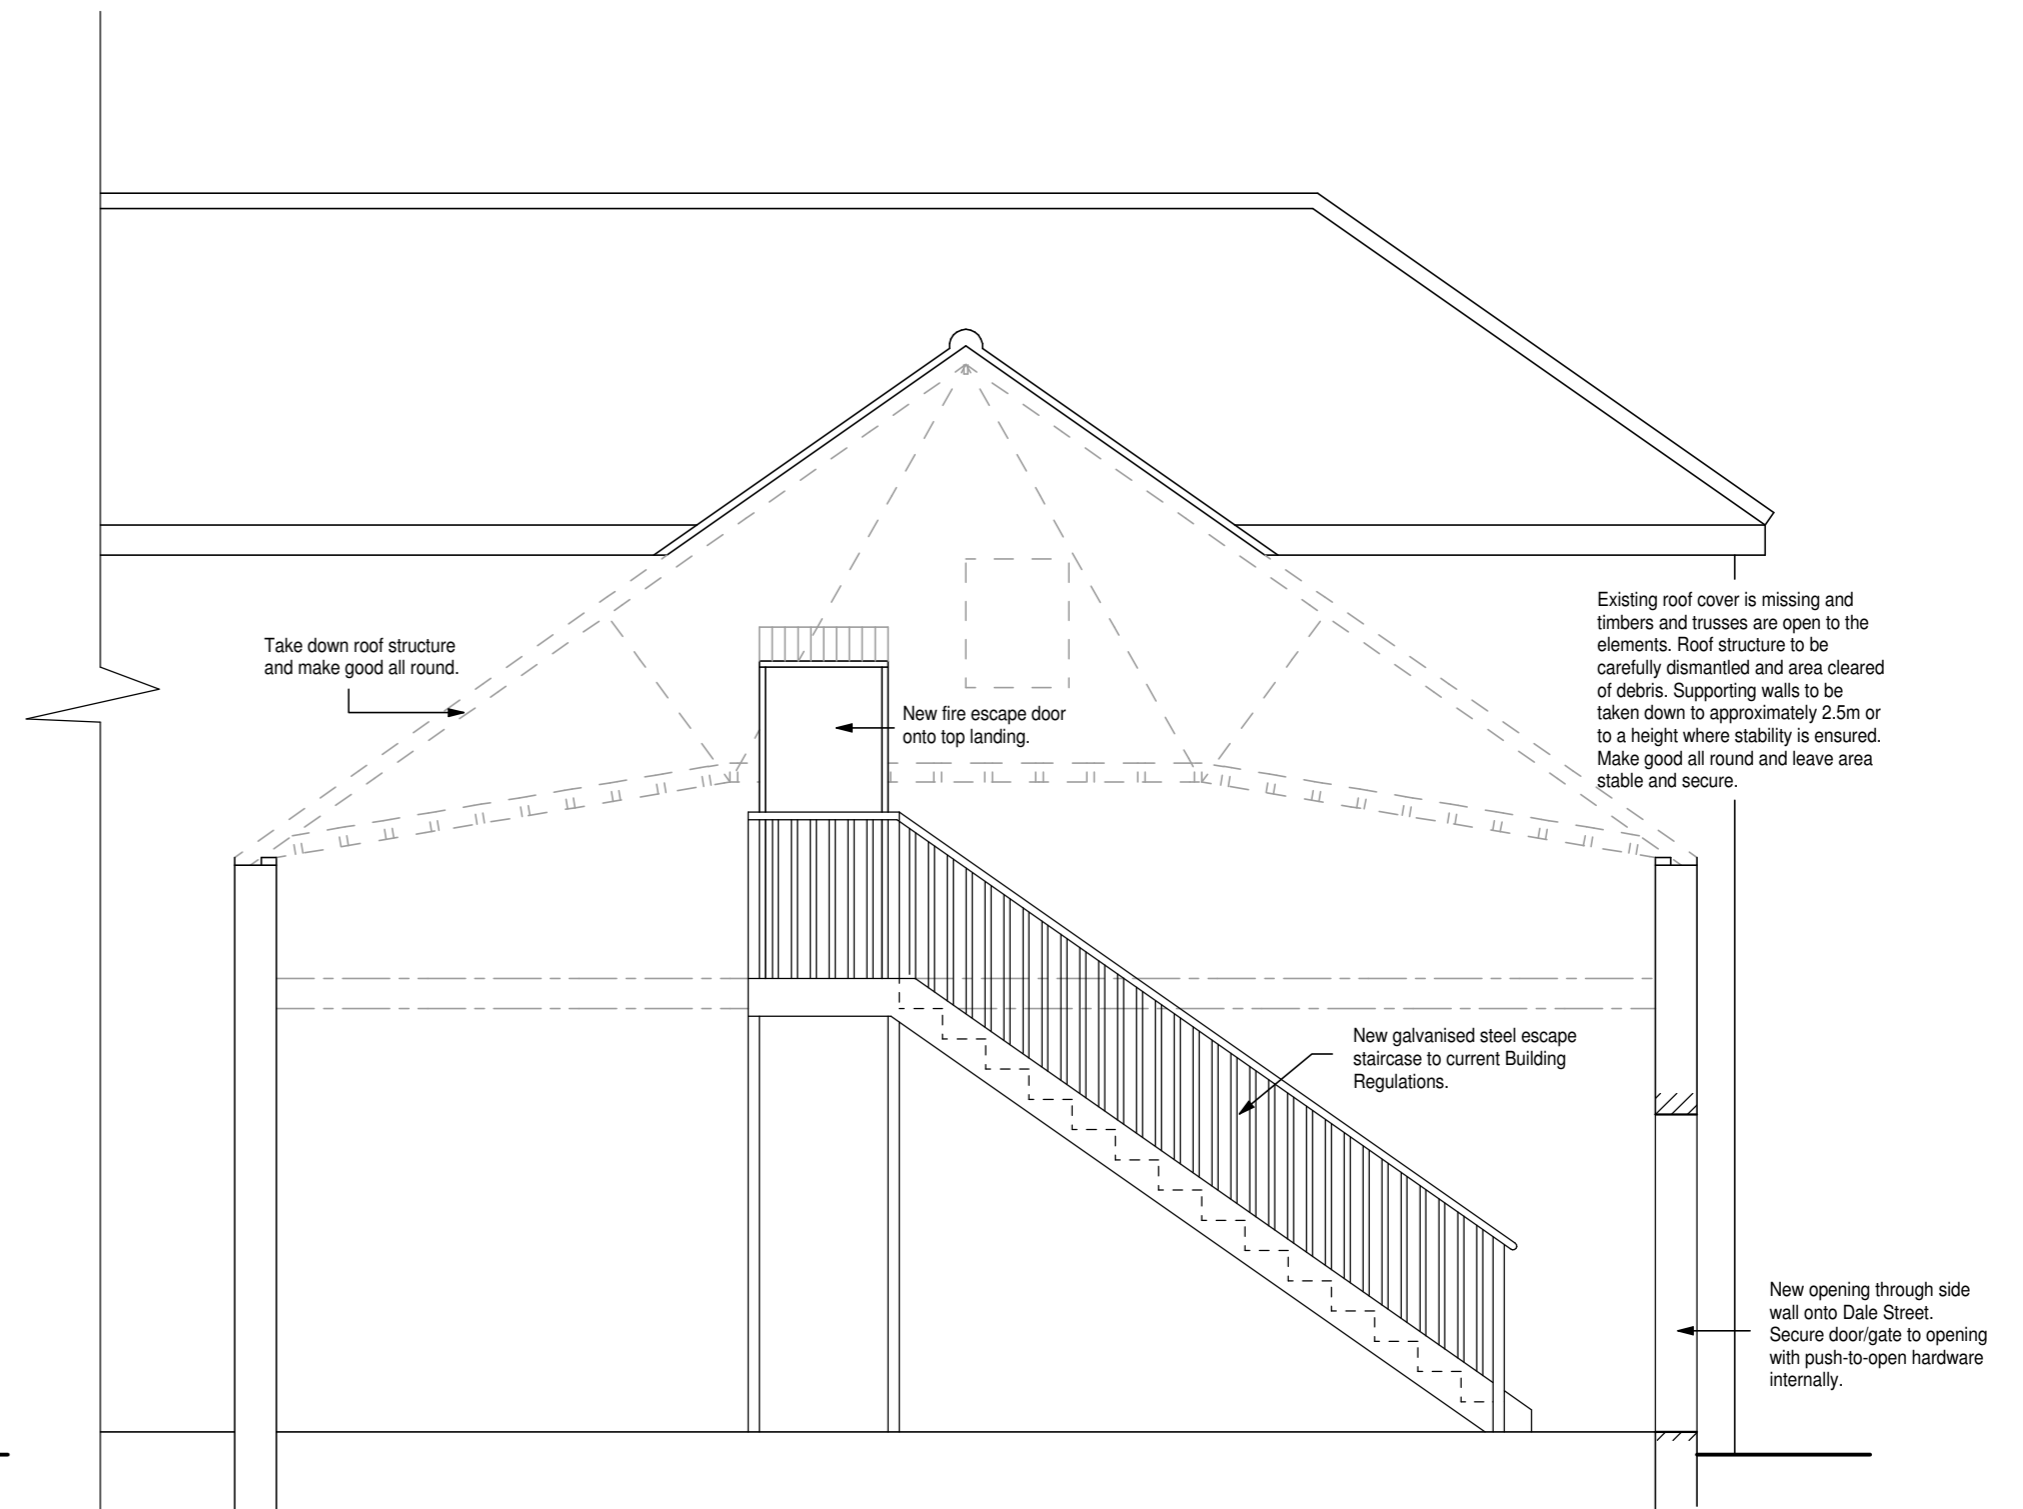 Existing roof cover is missing and
timbers and trusses are open to the
elements. Roof structure to be
carefully dismantled and area cleared
of debris. Supporting walls to be
taken down to approximately 2.5m or
to a height where stability is ensured.
Make good all round and leave area
stable and secure.
Take down roof structure
and make good all round.
New fire escape door
onto top landing.
New galvanised steel escape
staircase to current Building
Regulations.
New opening through side
wall onto Dale Street.
Secure door/gate to opening
with push-to-open hardware
internally.